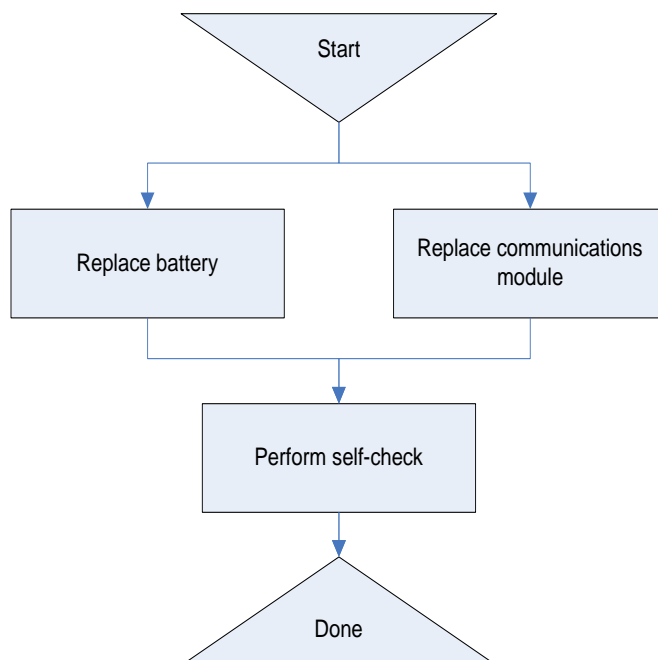 Start
Replace battery
Replace communications
module
Perform self-check
Done